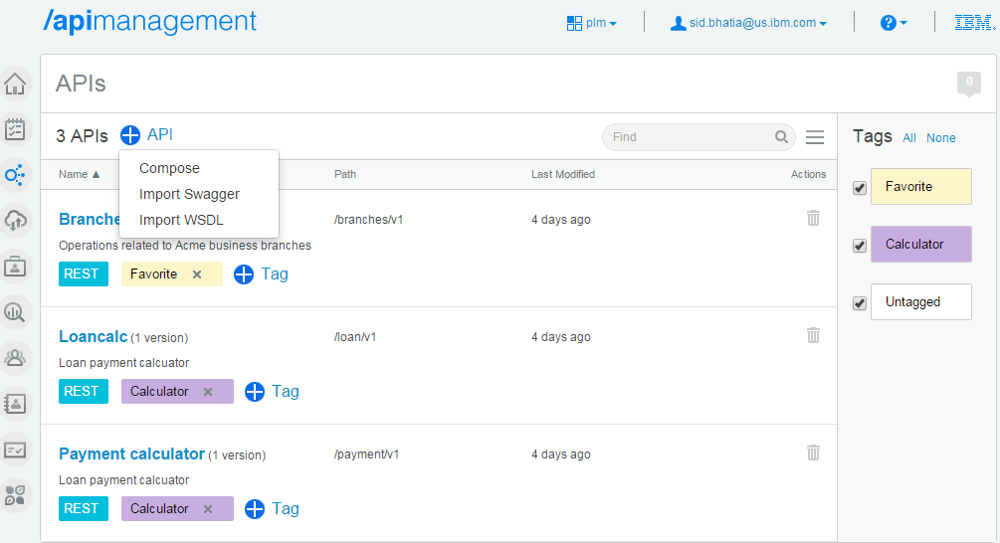 /apimanagement
plm
sid.bhatia@us.ibm.com
?
IBM
APIs
0
3 APIs
API
Find
Tags
All
None
Compose
Import Swagger
Import WSDL
Name ▲
Path
Last Modified
Actions
Branche
/branches/v1
4 days ago
Operations related to Acme business branches
REST
Favorite
Tag
Loancalc (1 version)
/loan/v1
4 days ago
Loan payment calcuator
REST
Calculator
Tag
Payment calculator (1 version)
/payment/v1
4 days ago
Loan payment calcuator
REST
Calculator
Tag
Favorite
Calculator
Untagged